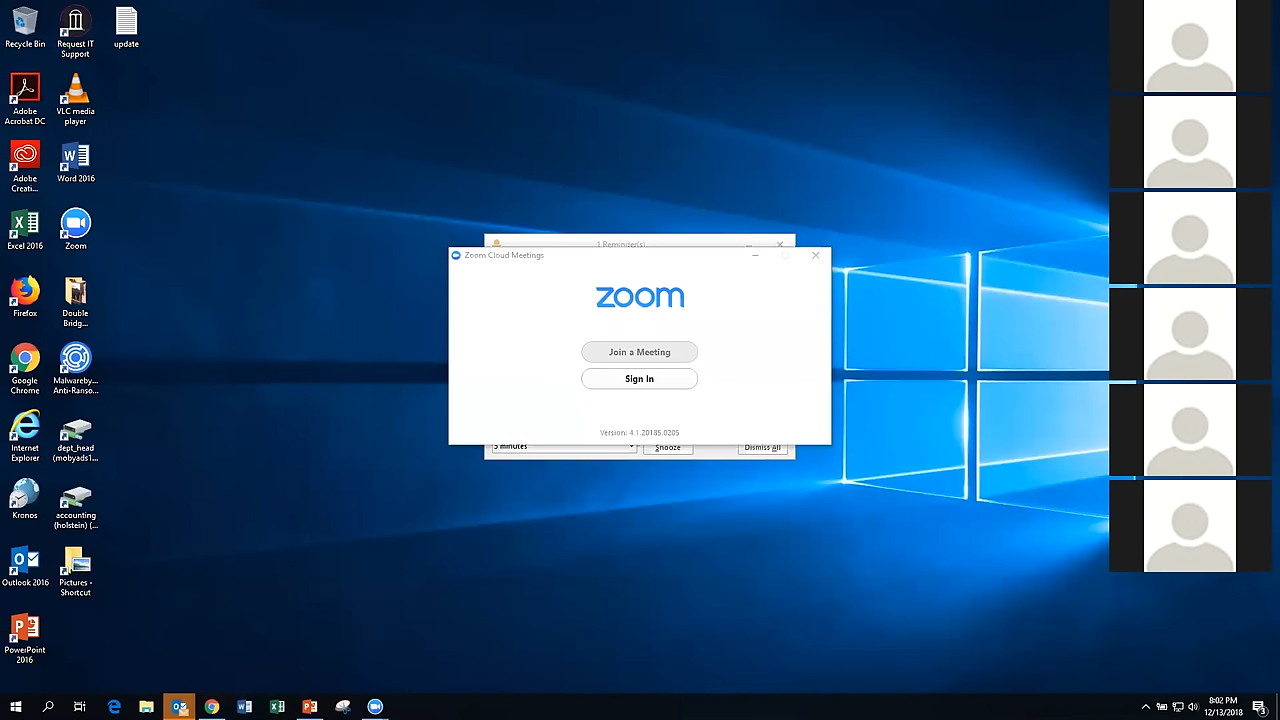 Recycle Bin
Request IT
Support
update
Adobe
Acrobat DC
VLC media
player
Adobe
Creati...
Word 2016
Excel 2016
Zoom
Firefox
Double
Bridg...
Google
Chrome
Malwareby...
Anti-Ranso...
Internet
Explorer
dept_head
(mobyads1...
Kronos
accounting
(holstein) (...
Outlook 2016
Pictures -
Shortcut
PowerPoint
2016
1 Reminder(s)
Zoom Cloud Meetings
zoom
Join a Meeting
Sign In
Version: 4.1.20185.0205
5 minutes
Snooze
Dismiss All
8:02 PM
12/13/2018
3